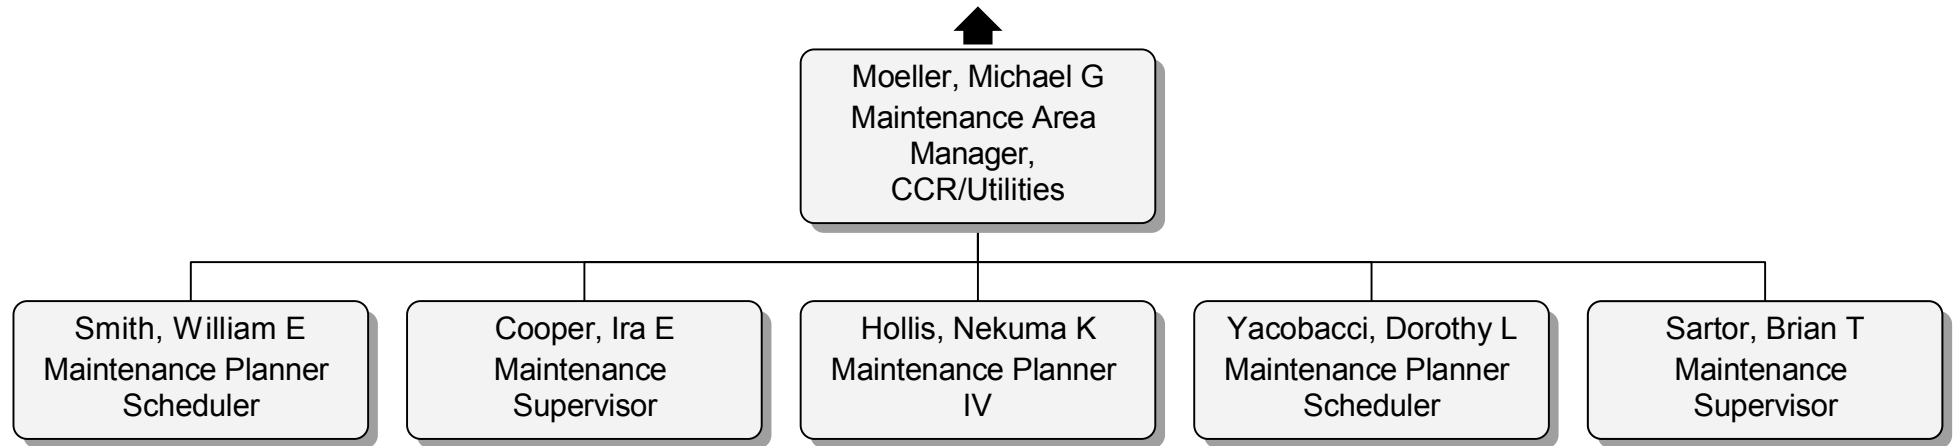 Moeller, Michael G
Maintenance Area
Manager,
CCR/Utilities
Smith, William E
Maintenance Planner
Scheduler
Cooper, Ira E
Maintenance
Supervisor
Hollis, Nekuma K
Maintenance Planner
IV
Yacobacci, Dorothy L
Maintenance Planner
Scheduler
Sartor, Brian T
Maintenance
Supervisor